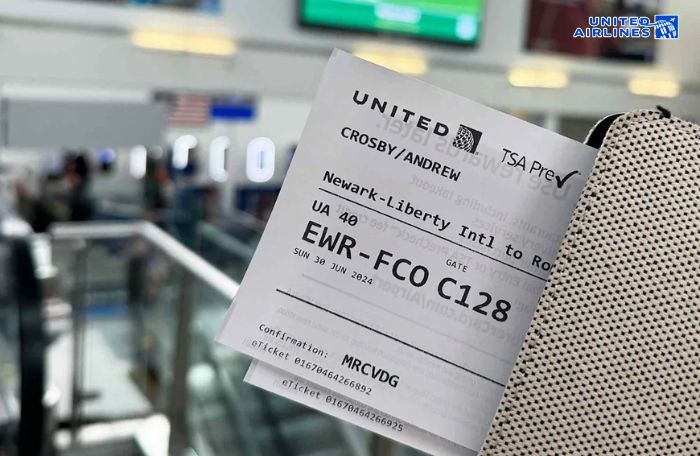 UNITED
AIRLINES
UNITED
TSA Pre✓
CROSBY/ANDREW
Newark-Liberty Intl to Ro
UA 40
EWR-FCO
GATE
C128
SUN 30 JUN 2024
Confirmation: MRCVDG
eTicket 01670464266892
eTicket 01670464266925